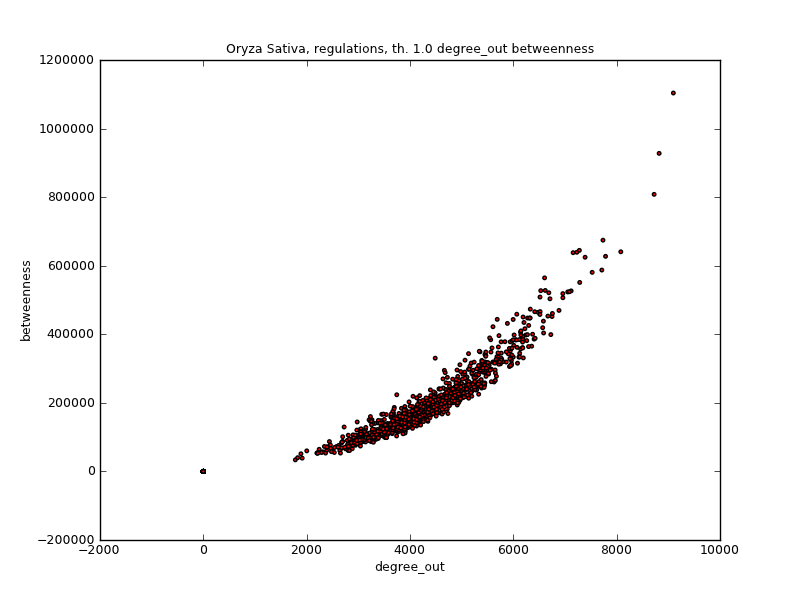 Oryza Sativa, regulations, th. 1.0 degree_out betweenness
1200000
1000000
800000
600000
400000
200000
0
−200000
betweenness
−2000 0 2000 4000 6000 8000 10000
degree_out